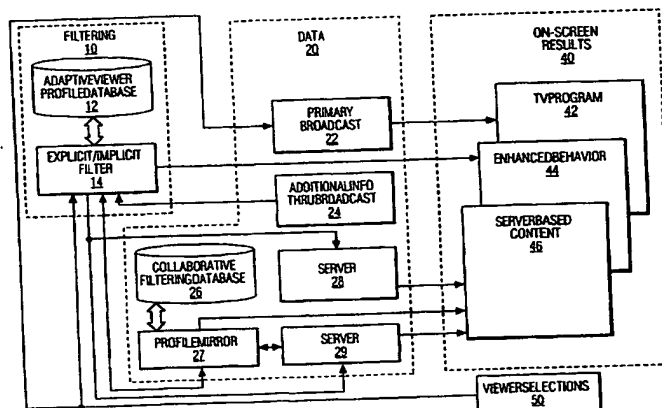 FILTERING
10
ADAPTIVEVIEWER
PROFILEDATABASE
12
EXPLICIT/IMPLICIT
FILTER
14
DATA
20
PRIMARY
BROADCAST
22
ADDITIONALINFO
THRUBROADCAST
24
COLLABORATIVE
FILTERINGDATABASE
26
SERVER
28
PROFILEMIRROR
27
SERVER
29
ON-SCREEN
RESULTS
40
TVPROGRAM
42
ENHANCEDBEHAVIOR
44
SERVERBASED
CONTENT
46
VIEWERSELECTIONS
50